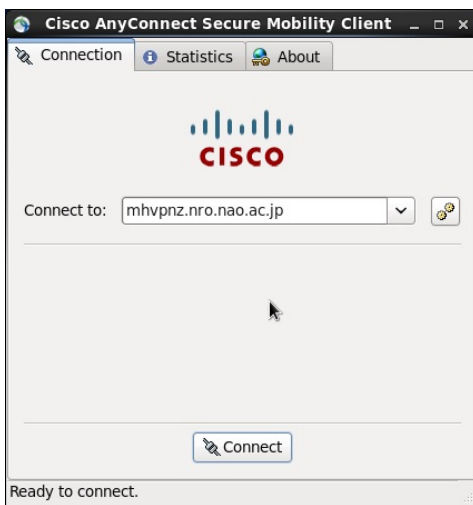 Cisco AnyConnect Secure Mobility Client
Connection Statistics About
CISCO
Connect to: mhvpnz.nro.nao.ac.jp
Connect
Ready to connect.